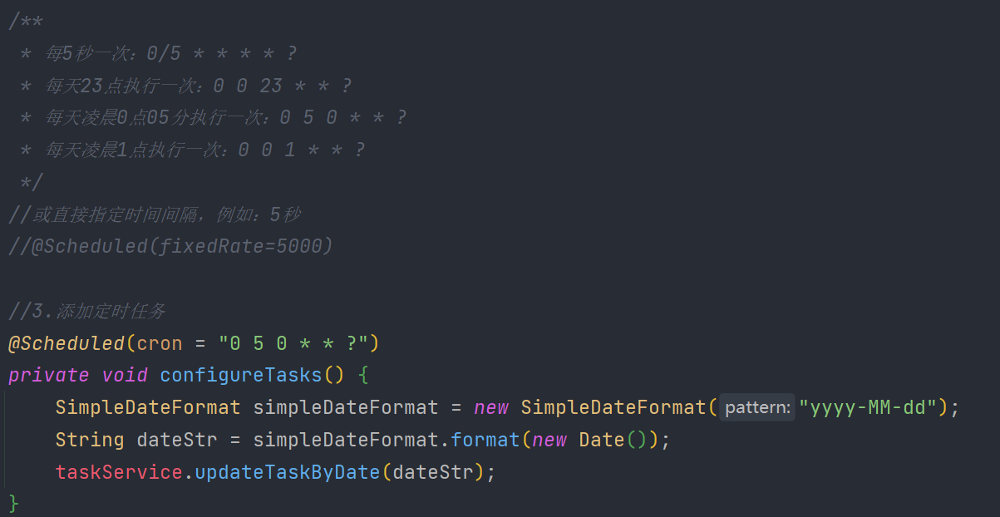 /**
 * 每5秒一次：0/5 * * * * ?
 * 每天23点执行一次：0 0 23 * * ?
 * 每天凌晨0点05分执行一次：0 5 0 * * ?
 * 每天凌晨1点执行一次：0 0 1 * * ?
 */
//或直接指定时间间隔，例如：5秒
//@Scheduled(fixedRate=5000)
//3.添加定时任务
@Scheduled(cron = "0 5 0 * * ?")
private void configureTasks() {
    SimpleDateFormat simpleDateFormat = new SimpleDateFormat( pattern: "yyyy-MM-dd");
    String dateStr = simpleDateFormat.format(new Date());
    taskService.updateTaskByDate(dateStr);
}